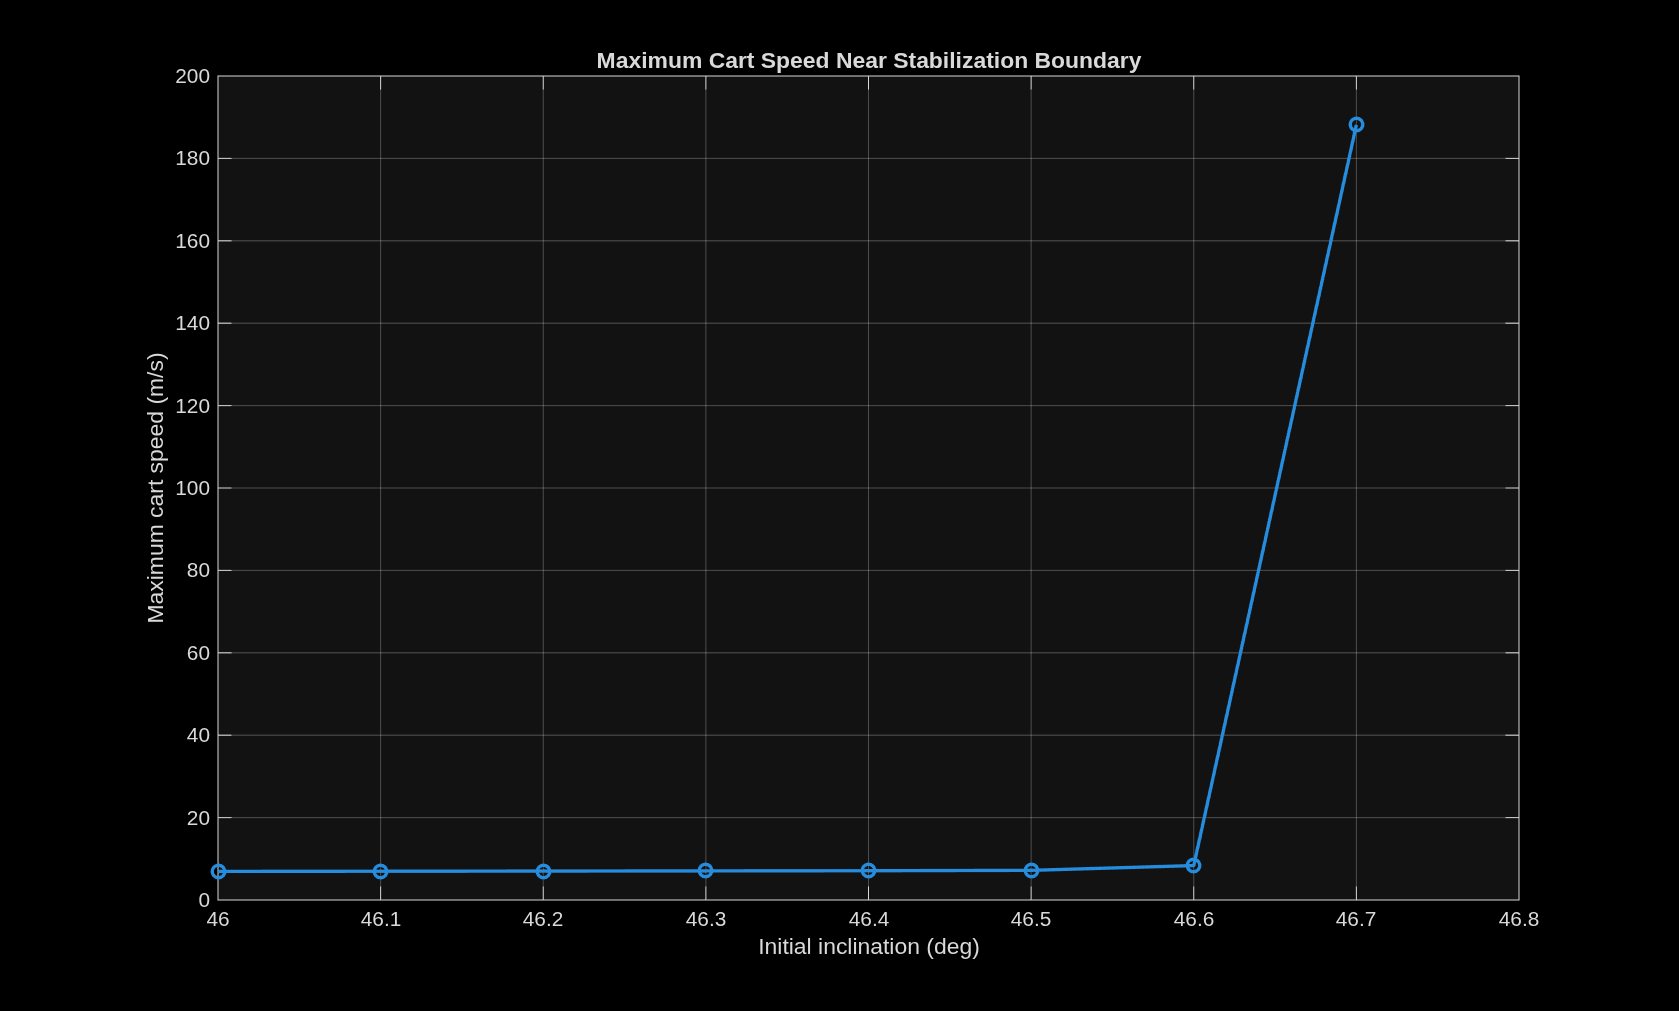 Maximum Cart Speed Near Stabilization Boundary
200
180
160
140
120
100
80
60
40
20
0
Maximum cart speed (m/s)
46 46.1 46.2 46.3 46.4 46.5 46.6 46.7 46.8
Initial inclination (deg)